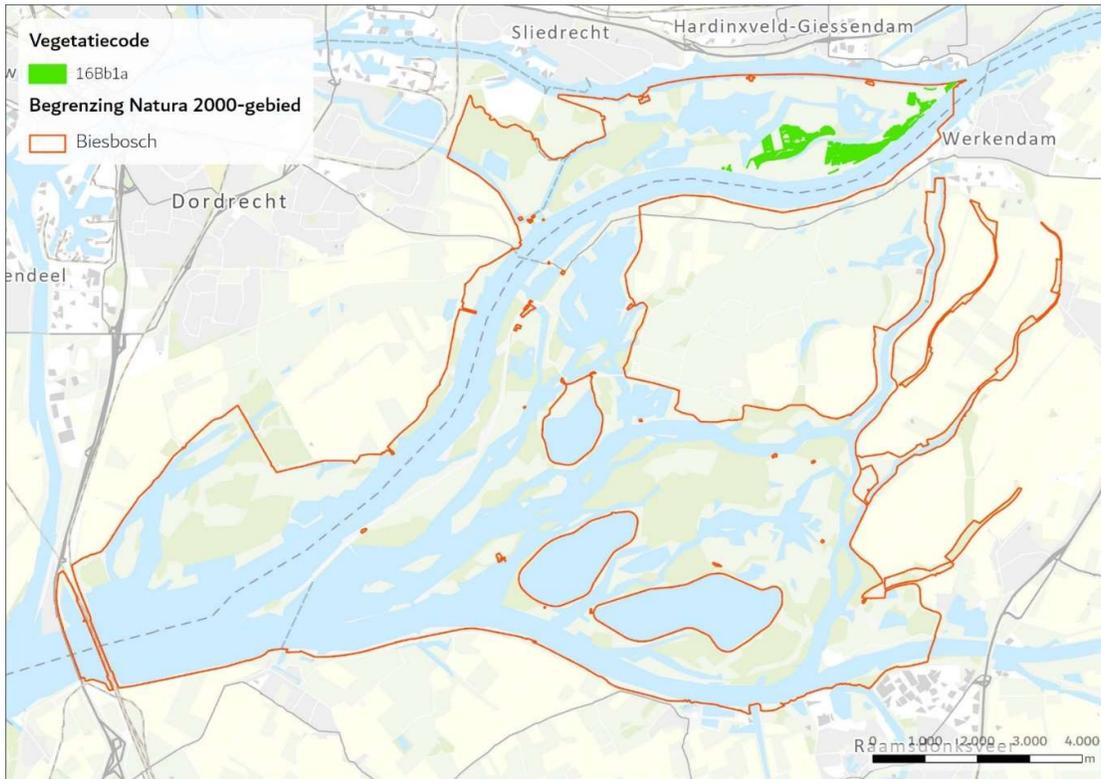 Vegetatiecode
16Bb1a
Begrenzing Natura 2000-gebied
Biesbosch
Sliedrecht
Hardinxveld-Giessendam
w
Werkendam
Dordrecht
endeel
Raamsdonksveer
0 1.000 2.000 3.000 4.000
m